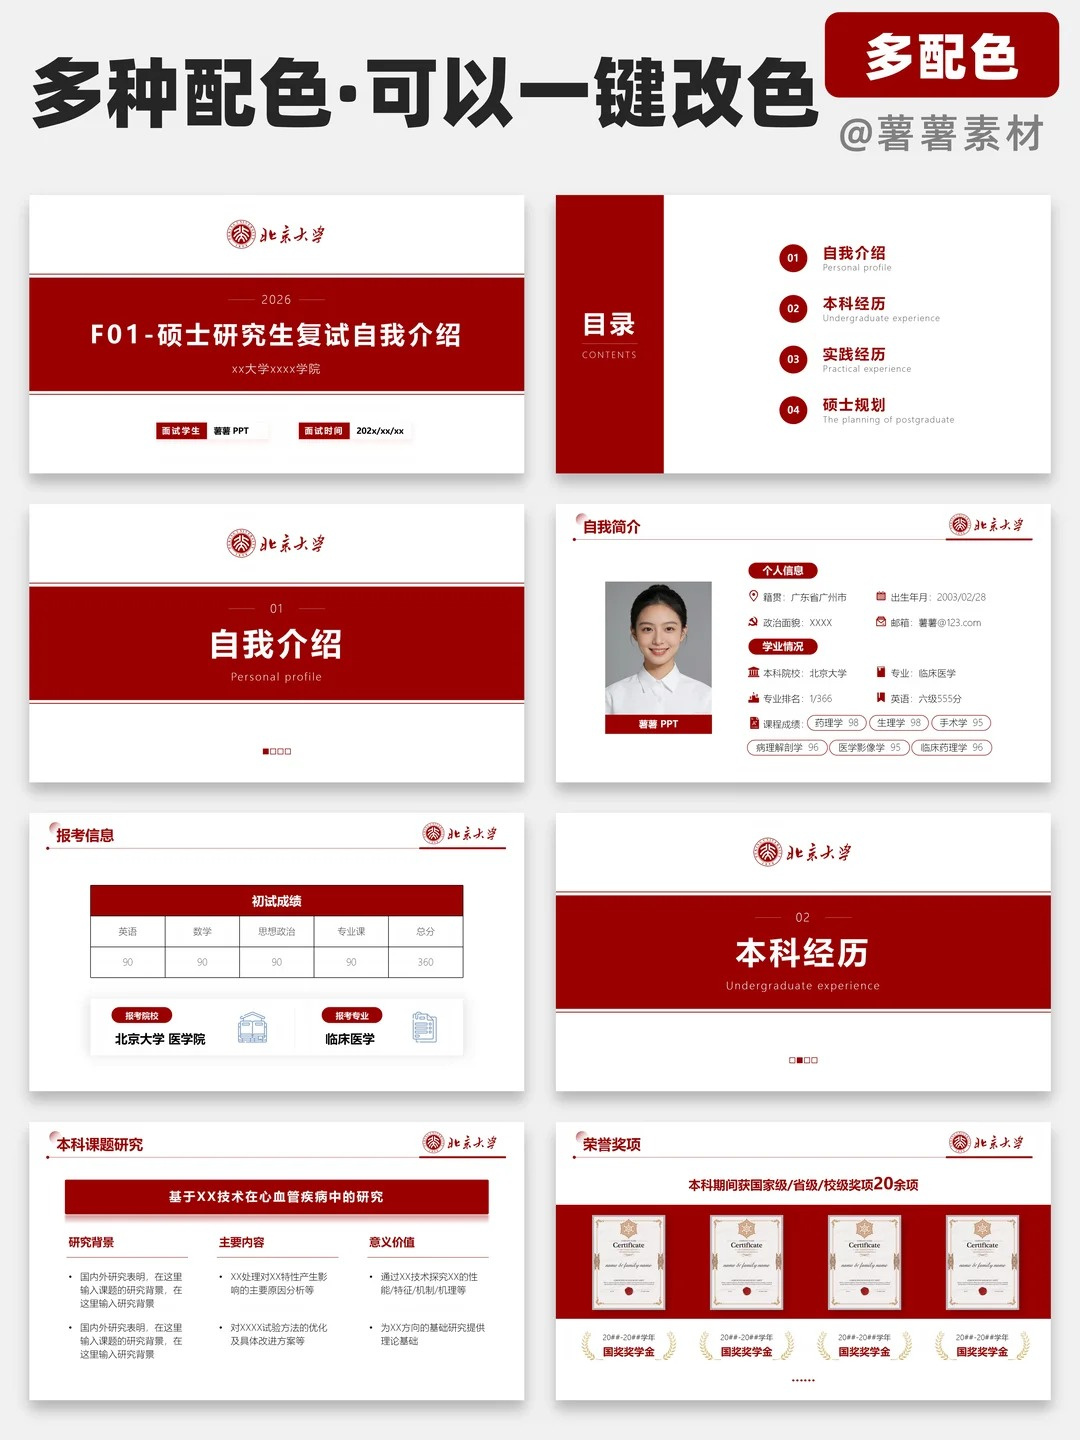 多种配色·可以一键改色
多配色
@薯薯素材
北京大学
2026
F01-硕士研究生复试自我介绍
xx大学xxxx学院
面试学生 薯薯 PPT
面试时间 202x/xx/xx
目录
CONTENTS
01 自我介绍
Personal profile
02 本科经历
Undergraduate experience
03 实践经历
Practical experience
04 硕士规划
The planning of postgraduate
北京大学
01
自我介绍
Personal profile
自我简介
北京大学
薯薯 PPT
个人信息
籍贯：广东省广州市 出生年月：2003/02/28
政治面貌：XXXX 邮箱：薯薯@123.com
学业情况
本科院校：北京大学 专业：临床医学
专业排名：1/366 英语：六级555分
课程成绩： 药理学 98 生理学 98 手术学 95
病理解剖学 96 医学影像学 95 临床药理学 96
报考信息
北京大学
初试成绩
英语 数学 思想政治 专业课 总分
90 90 90 90 360
报考院校
北京大学 医学院
报考专业
临床医学
北京大学
02
本科经历
Undergraduate experience
本科课题研究
北京大学
基于XX技术在心血管疾病中的研究
研究背景
• 国内外研究表明，在这里
输入课题的研究背景，在
这里输入研究背景
• 国内外研究表明，在这里
输入课题的研究背景，在
这里输入研究背景
主要内容
• XX处理对XX特性产生影
响的主要原因分析等
• 对XXXX试验方法的优化
及具体改进方案等
意义价值
• 通过XX技术探究XX的性
能/特征/机制/机理等
• 为XX方向的基础研究提供
理论基础
荣誉奖项
北京大学
本科期间获国家级/省级/校级奖项20余项
Certificate
name & family name
Certificate
name & family name
Certificate
name & family name
Certificate
name & family name
20##-20##学年
国奖奖学金
20##-20##学年
国奖奖学金
20##-20##学年
国奖奖学金
20##-20##学年
国奖奖学金
······